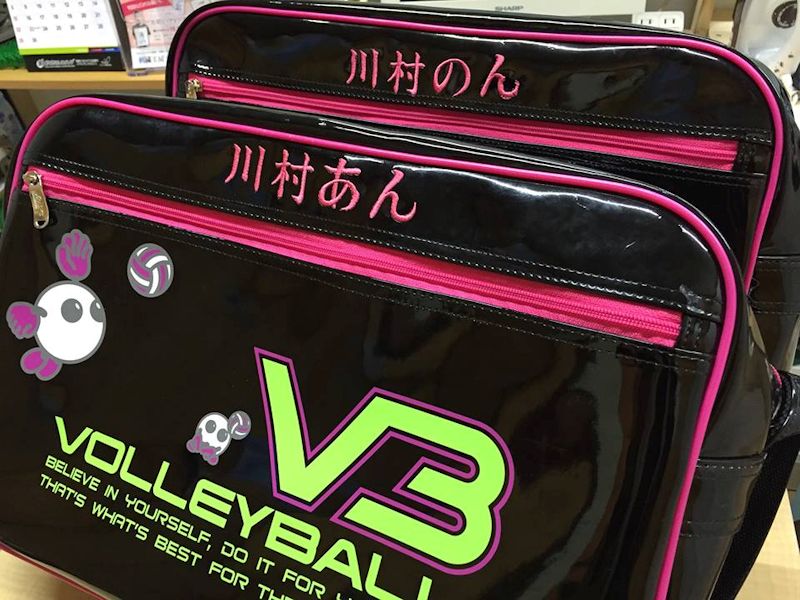 SHARP
川村のん
川村あん
V3
VOLLEYBALL
BELIEVE IN YOURSELF, DO IT FOR
THAT'S WHAT'S BEST FOR